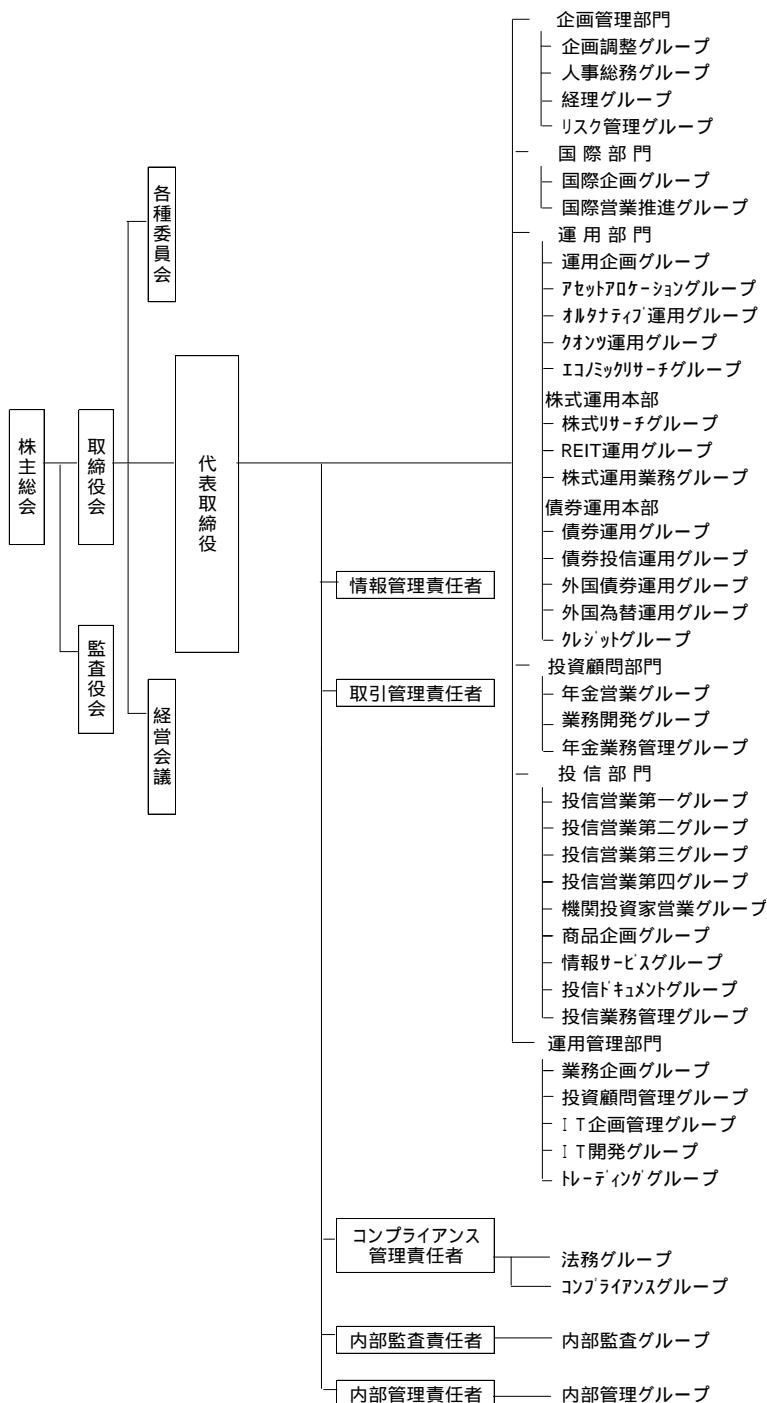 株主総会
取締役会
監査役会
各種委員会
代表取締役
経営会議
情報管理責任者
取引管理責任者
コンプライアンス
管理責任者
内部監査責任者
内部管理責任者
企画管理部門
企画調整グループ
人事総務グループ
経理グループ
リスク管理グループ
国際部門
国際企画グループ
国際営業推進グループ
運用部門
運用企画グループ
ｱｾｯﾄｱﾛｹｰｼｮﾝグループ
ｵﾙﾀﾅﾃｨﾌﾞ運用グループ
ｸｵﾝﾂ運用グループ
ｴｺﾉﾐｯｸﾘｻｰﾁグループ
株式運用本部
株式ﾘｻｰﾁグループ
REIT運用グループ
株式運用業務グループ
債券運用本部
債券運用グループ
債券投信運用グループ
外国債券運用グループ
外国為替運用グループ
ｸﾚｼﾞｯﾄグループ
投資顧問部門
年金営業グループ
業務開発グループ
年金業務管理グループ
投信部門
投信営業第一グループ
投信営業第二グループ
投信営業第三グループ
投信営業第四グループ
機関投資家営業グループ
商品企画グループ
情報ｻｰﾋﾞｽグループ
投信ﾄﾞｷｭﾒﾝﾄグループ
投信業務管理グループ
運用管理部門
業務企画グループ
投資顧問管理グループ
ＩＴ企画管理グループ
ＩＴ開発グループ
ﾄﾚｰﾃﾞｨﾝｸﾞグループ
法務グループ
ｺﾝﾌﾟﾗｲｱﾝｽグループ
内部監査グループ
内部管理グループ